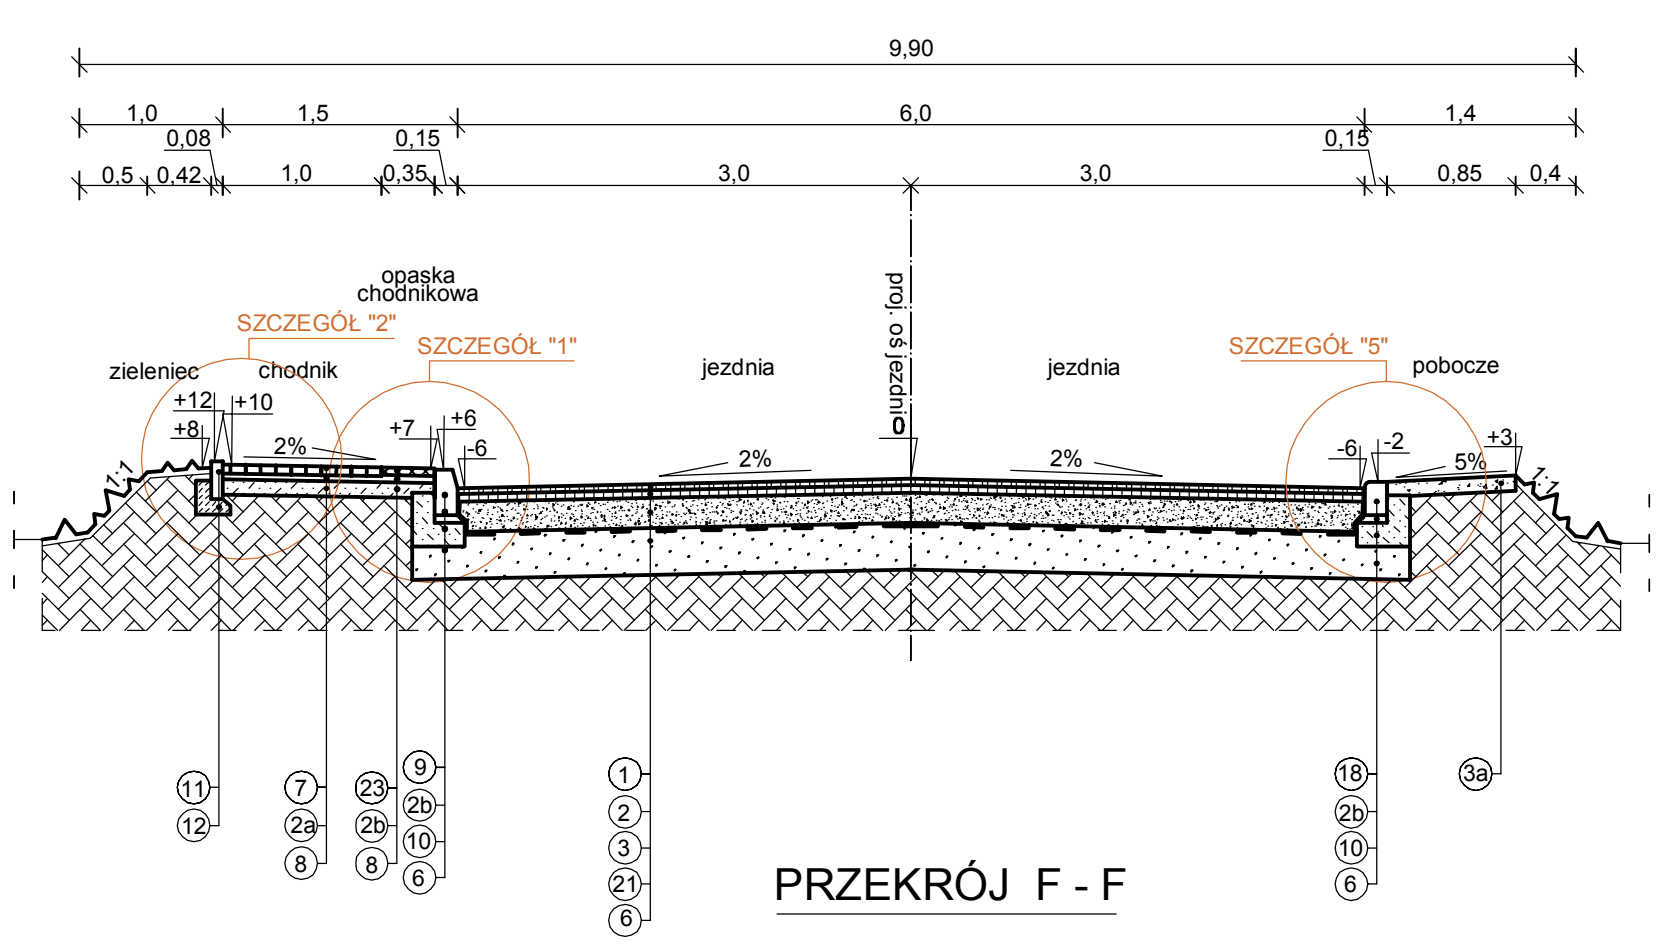 9,90
1,0
1,5
6,0
1,4
0,08
0,15
0,15
0,5
0,42
1,0
0,35
3,0
3,0
0,85
0,4
opaska
chodnikowa
proj. oś jezdni
SZCZEGÓŁ "2"
SZCZEGÓŁ "1"
SZCZEGÓŁ "5"
zieleniec
chodnik
jezdnia
jezdnia
pobocze
+12
+10
+8
+7
+6
-6
0
-6
-2
+3
2%
2%
2%
5%
1:1
1:1
11
12
7
2a
8
23
2b
8
9
2b
10
6
1
2
3
21
6
18
2b
10
6
3a
PRZEKRÓJ F - F